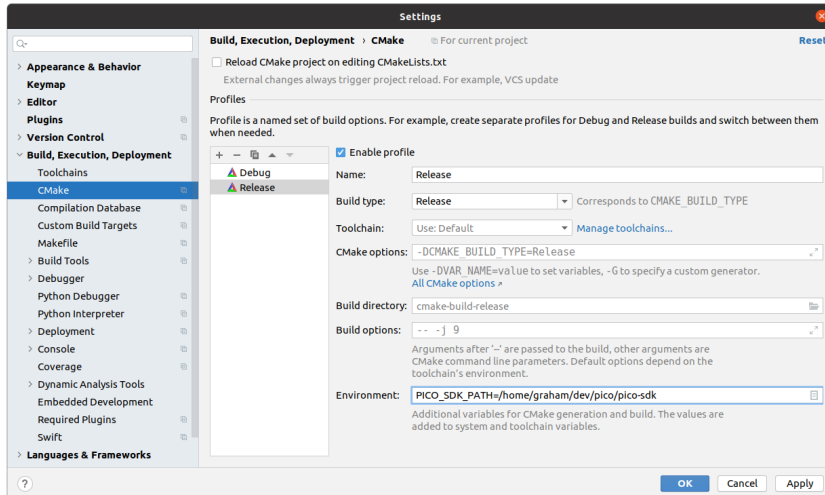 Settings
Build, Execution, Deployment › CMake For current project Reset
Reload CMake project on editing CMakeLists.txt
External changes always trigger project reload. For example, VCS update
Profiles
Profile is a named set of build options. For example, create separate profiles for Debug and Release builds and switch between them
when needed.
Appearance & Behavior
Keymap
Editor
Plugins
Version Control
Build, Execution, Deployment
Toolchains
CMake
Compilation Database
Custom Build Targets
Makefile
Build Tools
Debugger
Python Debugger
Python Interpreter
Deployment
Console
Coverage
Dynamic Analysis Tools
Embedded Development
Required Plugins
Swift
Languages & Frameworks
Debug
Release
Enable profile
Name: Release
Build type: Release Corresponds to CMAKE_BUILD_TYPE
Toolchain: Use: Default Manage toolchains...
CMake options: -DCMAKE_BUILD_TYPE=Release
Use -DVAR_NAME=value to set variables, -G to specify a custom generator.
All CMake options ↗
Build directory: cmake-build-release
Build options: -- -j 9
Arguments after '--' are passed to the build, other arguments are
CMake command line parameters. Default options depend on the
toolchain's environment.
Environment: PICO_SDK_PATH=/home/graham/dev/pico/pico-sdk
Additional variables for CMake generation and build. The values are
added to system and toolchain variables.
? OK Cancel Apply